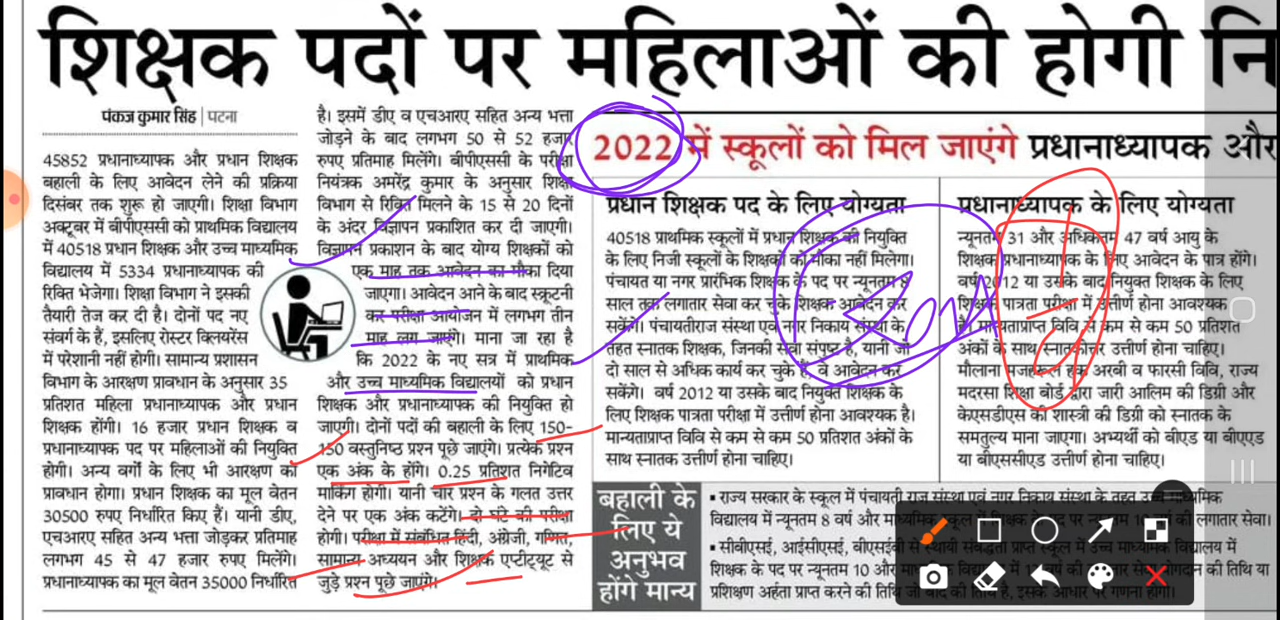 शिक्षक पदों पर महिलाओं की होगी नि
पंकज कुमार सिंह | पटना
45852 प्रधानाध्यापक और प्रधान शिक्षक
बहाली के लिए आवेदन लेने की प्रक्रिया
दिसंबर तक शुरू हो जाएगी। शिक्षा विभाग
अक्टूबर में बीपीएससी को प्राथमिक विद्यालय
में 40518 प्रधान शिक्षक और उच्च माध्यमिक
विद्यालय में 5334 प्रधानाध्यापक की
रिक्ति भेजेगा। शिक्षा विभाग ने इसकी
तैयारी तेज कर दी है। दोनों पद नए
संवर्ग के हैं, इसलिए रोस्टर क्लियरेंस
में परेशानी नहीं होगी। सामान्य प्रशासन
विभाग के आरक्षण प्रावधान के अनुसार 35
प्रतिशत महिला प्रधानाध्यापक और प्रधान
शिक्षक होंगी। 16 हजार प्रधान शिक्षक व
प्रधानाध्यापक पद पर महिलाओं की नियुक्ति
होगी। अन्य वर्गो के लिए भी आरक्षण का
प्रावधान होगा। प्रधान शिक्षक का मूल वेतन
30500 रुपए निर्धारित किए हैं। यानी डीए,
एचआरए सहित अन्य भत्ता जोड़कर प्रतिमाह
लगभग 45 से 47 हजार रुपए मिलेंगे।
प्रधानाध्यापक का मूल वेतन 35000 निर्धारित
है। इसमें डीए व एचआरए सहित अन्य भत्ता
जोड़ने के बाद लगभग 50 से 52 हजार
रुपए प्रतिमाह मिलेंगे। बीपीएससी के परीक्षा
नियंत्रक अमरेंद्र कुमार के अनुसार शिक्षा
विभाग से रिक्ति मिलने के 15 से 20 दिनों
के अंदर विज्ञापन प्रकाशित कर दी जाएगी।
विज्ञापन प्रकाशन के बाद योग्य शिक्षकों को
एक माह तक आवेदन का मौका दिया
जाएगा। आवेदन आने के बाद स्क्रूटनी
कर परीक्षा आयोजन में लगभग तीन
माह लग जाएंगे। माना जा रहा है
कि 2022 के नए सत्र में प्राथमिक
और उच्च माध्यमिक विद्यालयों को प्रधान
शिक्षक और प्रधानाध्यापक की नियुक्ति हो
जाएगी। दोनों पदों की बहाली के लिए 150-
150 वस्तुनिष्ठ प्रश्न पूछे जाएंगे। प्रत्येक प्रश्न
एक अंक के होंगे। 0.25 प्रतिशत निगेटिव
मार्किंग होगी। यानी चार प्रश्न के गलत उत्तर
देने पर एक अंक कटेंगे। दो घंटे की परीक्षा
होगी। परीक्षा में संबंधित हिंदी, अंग्रेजी, गणित,
सामान्य अध्ययन और शिक्षक एप्टीट्यूट से
जुड़े प्रश्न पूछे जाएंगे।
2022 में स्कूलों को मिल जाएंगे प्रधानाध्यापक और
प्रधान शिक्षक पद के लिए योग्यता
40518 प्राथमिक स्कूलों में प्रधान शिक्षक की नियुक्ति
के लिए निजी स्कूलों के शिक्षकों को मौका नहीं मिलेगा।
पंचायत या नगर प्रारंभिक शिक्षक के पद पर न्यूनतम 8
साल तक लगातार सेवा कर चुके शिक्षक आवेदन कर
सकेंगे। पंचायतीराज संस्था एवं नगर निकाय संस्था के
तहत स्नातक शिक्षक, जिनकी सेवा संपुष्ट है, यानी जो
दो साल से अधिक कार्य कर चुके हैं, वे आवेदन कर
सकेंगे। वर्ष 2012 या उसके बाद नियुक्त शिक्षक के
लिए शिक्षक पात्रता परीक्षा में उत्तीर्ण होना आवश्यक है।
मान्यताप्राप्त विवि से कम से कम 50 प्रतिशत अंकों के
साथ स्नातक उत्तीर्ण होना चाहिए।
प्रधानाध्यापक के लिए योग्यता
न्यूनतम 31 और अधिकतम 47 वर्ष आयु के
शिक्षक प्रधानाध्यापक के लिए आवेदन के पात्र होंगे।
वर्ष 2012 या उसके बाद नियुक्त शिक्षक के लिए
शिक्षक पात्रता परीक्षा में उत्तीर्ण होना आवश्यक
है। मान्यताप्राप्त विवि से कम से कम 50 प्रतिशत
अंकों के साथ स्नातकोत्तर उत्तीर्ण होना चाहिए।
मौलाना मजहरूल हक अरबी व फारसी विवि, राज्य
मदरसा शिक्षा बोर्ड द्वारा जारी आलिम की डिग्री और
केएसडीएस की शास्त्री की डिग्री को स्नातक के
समतुल्य माना जाएगा। अभ्यर्थी को बीएड या बीएएड
या बीएससीएड उत्तीर्ण होना चाहिए।
बहाली के
लिए ये
अनुभव
होंगे मान्य
▪ राज्य सरकार के स्कूल में पंचायती राज संस्था एवं नगर निकाय संस्था के तहत उच्च माध्यमिक
विद्यालय में न्यूनतम 8 वर्ष और माध्यमिक स्कूल में शिक्षक के पद पर न्यूनतम 10 वर्ष की लगातार सेवा।
▪ सीबीएसई, आईसीएसई, बीएसईबी से स्थायी संबद्धता प्राप्त स्कूल में उच्च माध्यमिक विद्यालय में
शिक्षक के पद पर न्यूनतम 10 और की तिथि या
प्रशिक्षण अर्हता प्राप्त करने की तिथि जो बाद की तिथि है, इसके आधार पर गणना होगी।